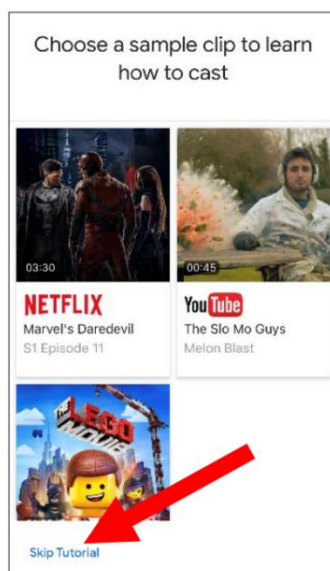 Choose a sample clip to learn
how to cast
03:30
00:45
NETFLIX
YouTube
Marvel's Daredevil
The Slo Mo Guys
S1 Episode 11
Melon Blast
THE
LEGO
MOVIE
Skip Tutorial